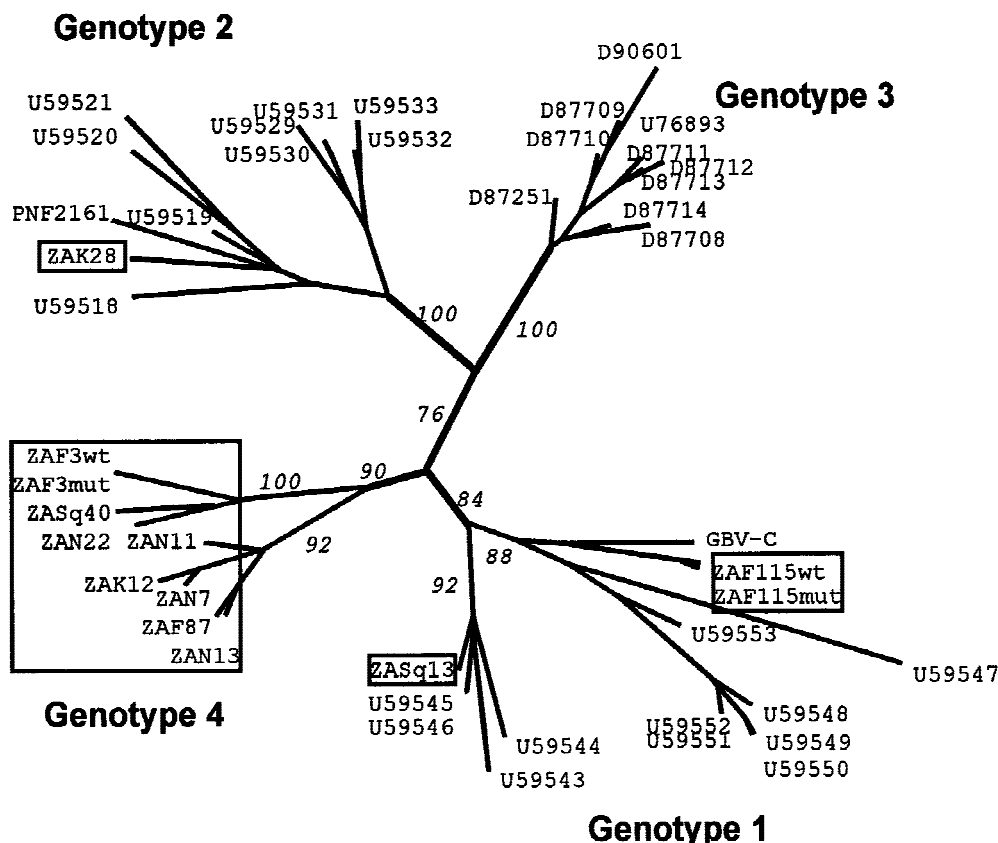 Genotype 2
D90601
Genotype 3
U59521
U59520
U59531
U59529
U59530
U59533
U59532
D87709
D87710
U76893
D87711
D87712
D87713
D87251
D87714
D87708
PNF2161
U59519
ZAK28
U59518
100
100
76
ZAF3wt
ZAF3mut
ZASq40
ZAN22
ZAN11
ZAK12
ZAN7
ZAF87
ZAN13
100
90
92
84
88
92
GBV-C
ZAF115wt
ZAF115mut
U59553
U59547
ZASq13
U59545
U59546
U59544
U59543
U59552
U59551
U59548
U59549
U59550
Genotype 4
Genotype 1